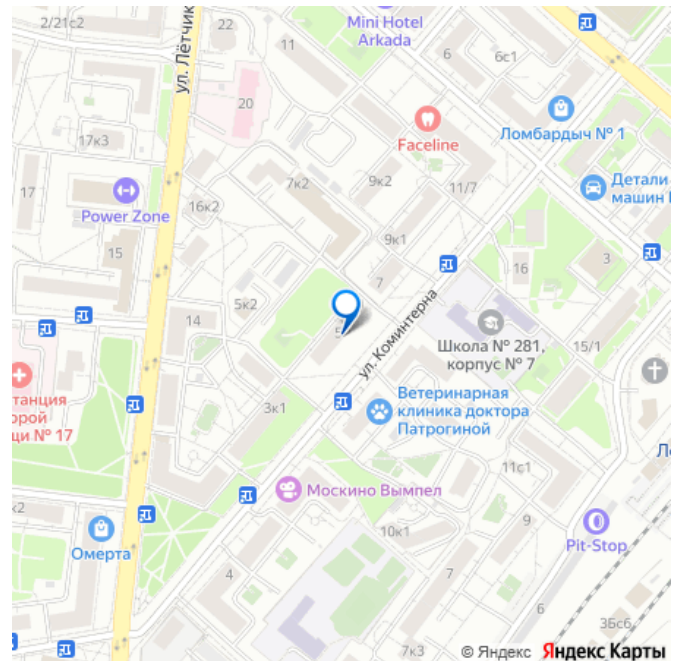 2/21с2
22
ул. Лётчик
11
Mini Hotel
Arkada
6
6с1
20
17к3
Faceline
Ломбардыч № 1
Детали
машин
17
Power Zone
16к2
7к2
9к2
11/7
15
9к1
7
16
3
5к2
14
5
ул. Коминтерна
Школа № 281,
корпус № 7
15/1
танция
орой
щи № 17
3к1
Ветеринарная
клиника доктора
Патрогиной
Москино Вымпел
11с1
к2
Омерта
10к1
9
Pit-Stop
4
7
6
3Бс6
7к3
© Яндекс Яндекс Карты